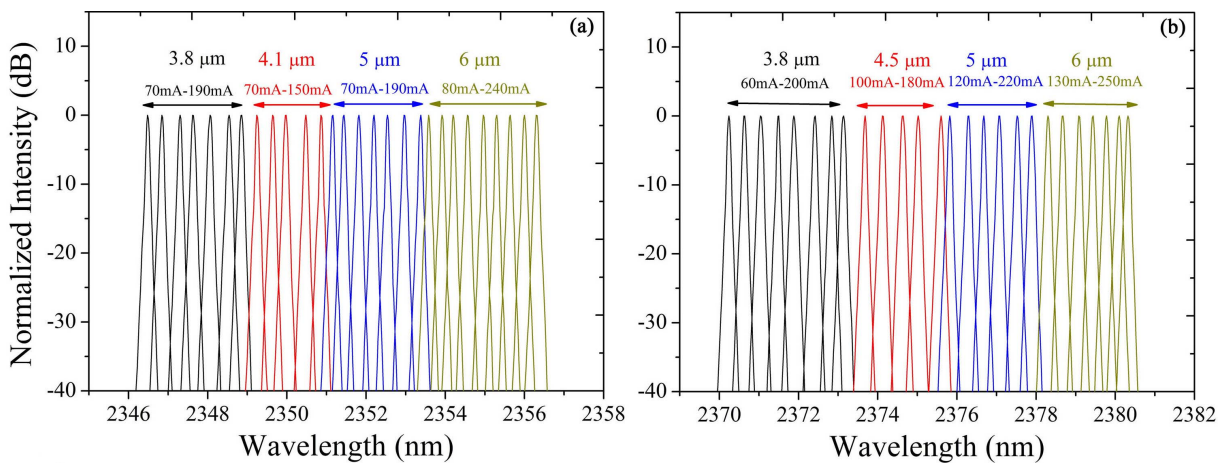 (a)
Normalized Intensity (dB)
10
0
-10
-20
-30
-40
3.8 μm
4.1 μm
5 μm
6 μm
70mA-190mA
70mA-150mA
70mA-190mA
80mA-240mA
2346
2348
2350
2352
2354
2356
2358
Wavelength (nm)
(b)
10
0
-10
-20
-30
-40
3.8 μm
4.5 μm
5 μm
6 μm
60mA-200mA
100mA-180mA
120mA-220mA
130mA-250mA
2370
2372
2374
2376
2378
2380
2382
Wavelength (nm)